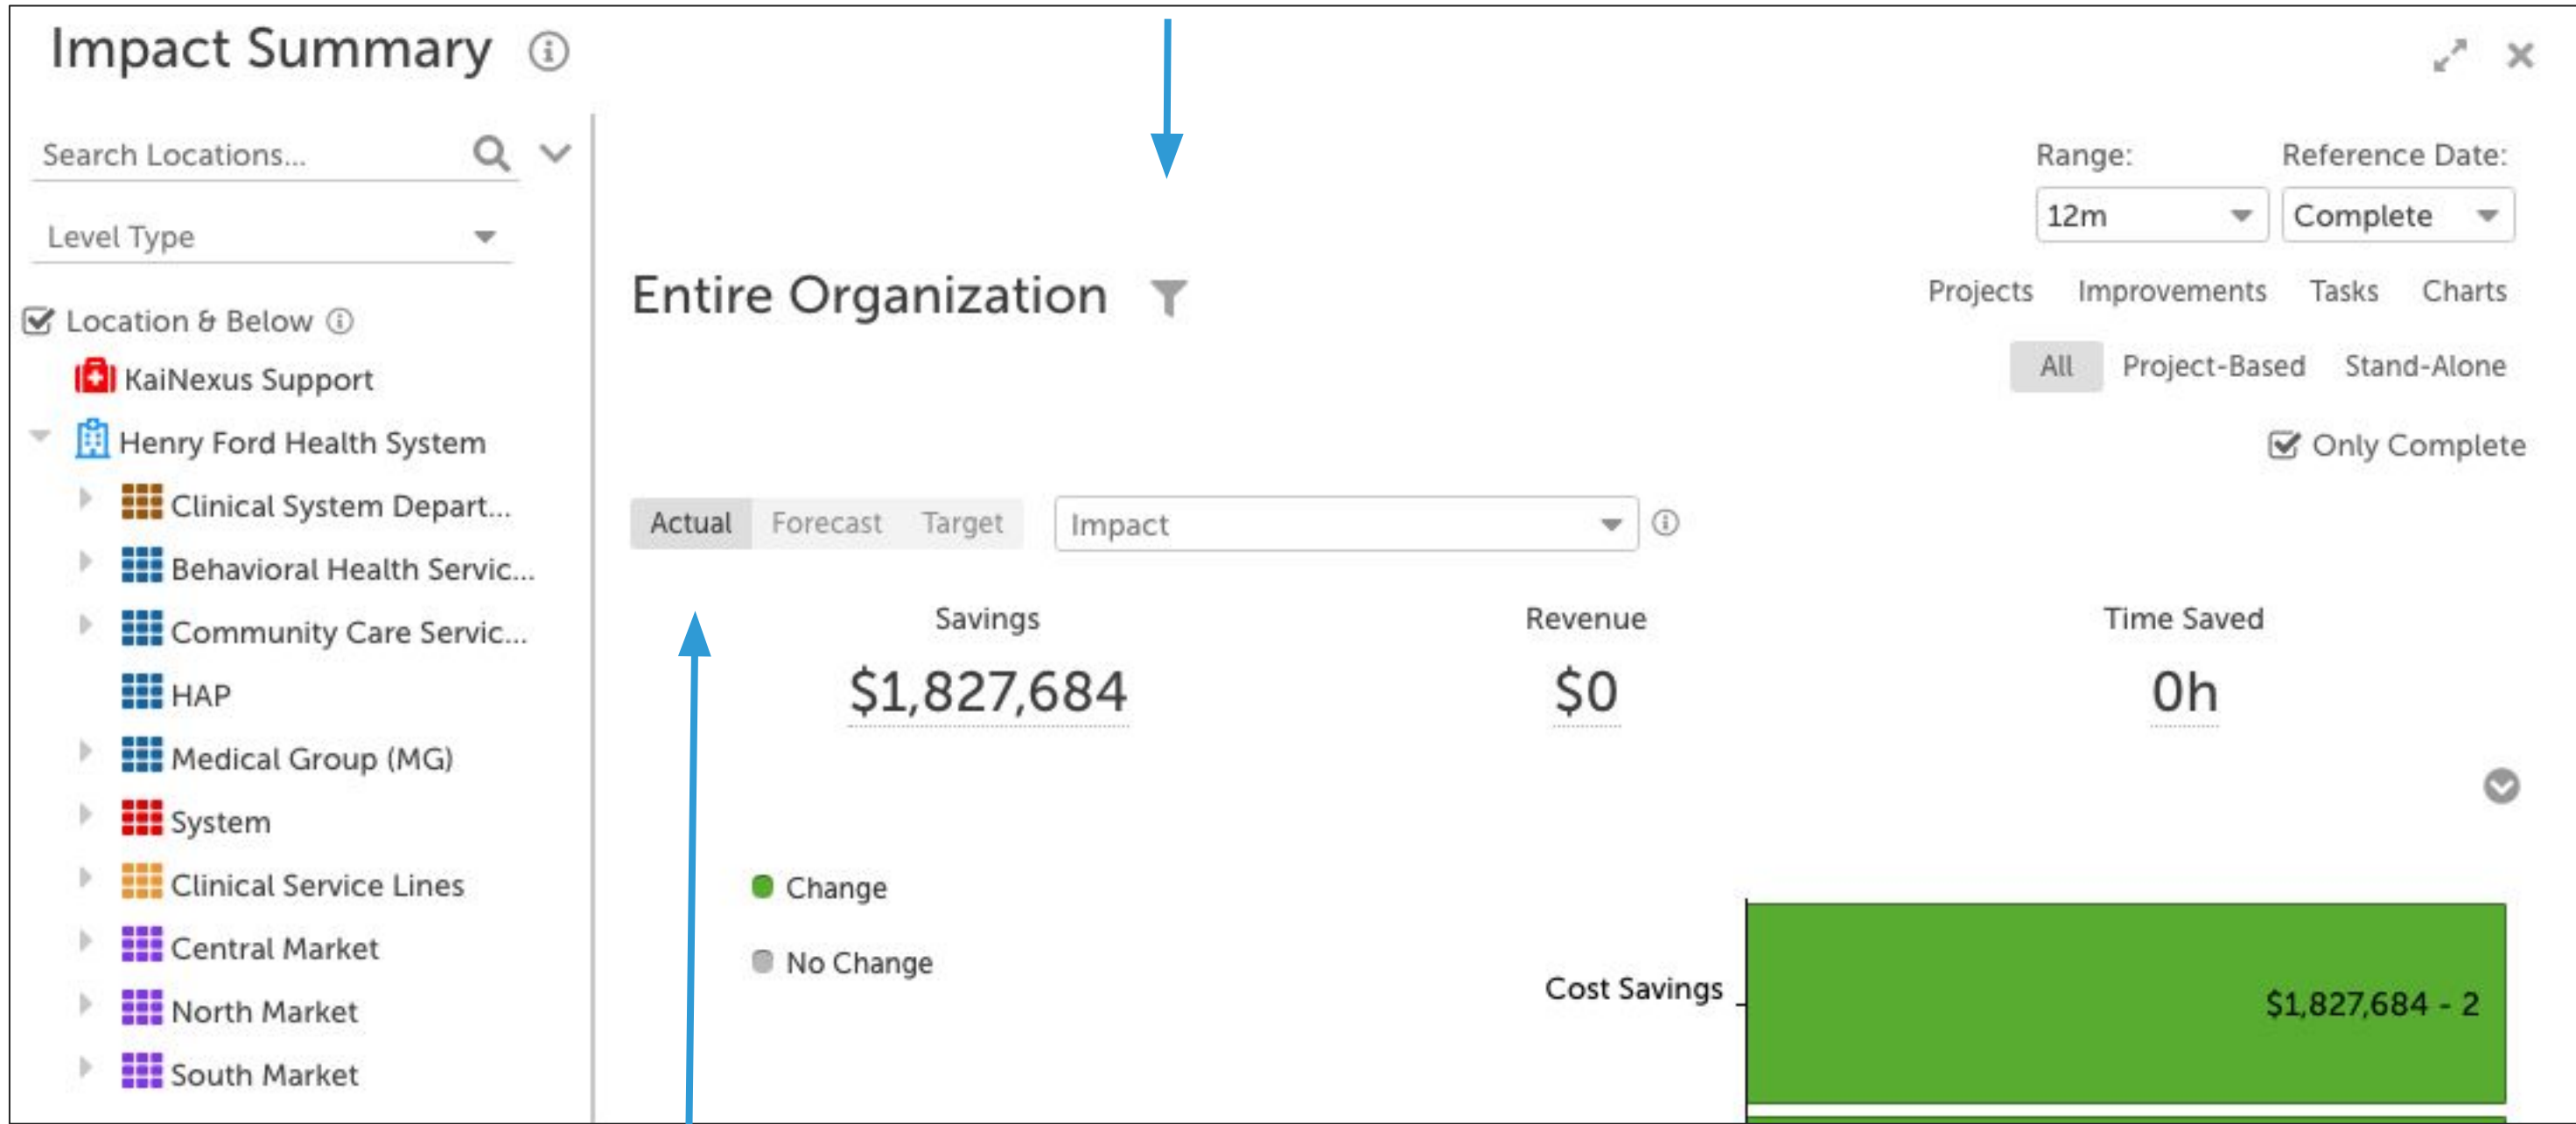 Impact Summary
Search Locations...
Level Type
Location & Below
KaiNexus Support
Henry Ford Health System
Clinical System Depart...
Behavioral Health Servic...
Community Care Servic...
HAP
Medical Group (MG)
System
Clinical Service Lines
Central Market
North Market
South Market
Range: Reference Date:
12m Complete
Entire Organization
Projects Improvements Tasks Charts
All Project-Based Stand-Alone
Only Complete
Actual Forecast Target Impact
Savings Revenue Time Saved
$1,827,684 $0 0h
Change
No Change
Cost Savings
$1,827,684 - 2